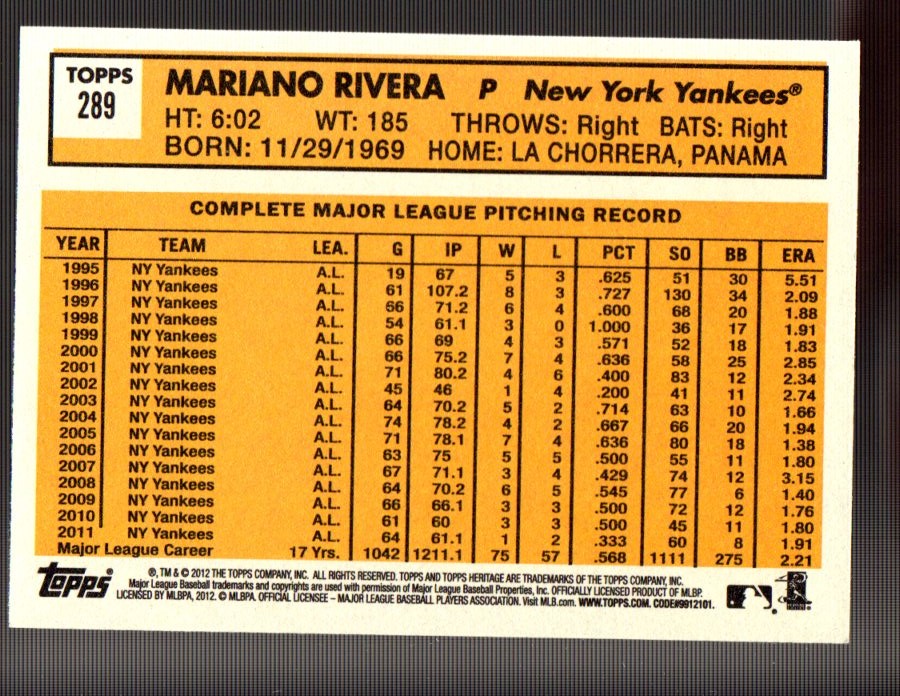 TOPPS
289
MARIANO RIVERA P New York Yankees®
HT: 6:02 WT: 185 THROWS: Right BATS: Right
BORN: 11/29/1969 HOME: LA CHORRERA, PANAMA
COMPLETE MAJOR LEAGUE PITCHING RECORD
YEAR TEAM LEA. G IP W L PCT SO BB ERA
1995 NY Yankees A.L. 19 67 5 3 .625 51 30 5.51
1996 NY Yankees A.L. 61 107.2 8 3 .727 130 34 2.09
1997 NY Yankees A.L. 66 71.2 6 4 .600 68 20 1.88
1998 NY Yankees A.L. 54 61.1 3 0 1.000 36 17 1.91
1999 NY Yankees A.L. 66 69 4 3 .571 52 18 1.83
2000 NY Yankees A.L. 66 75.2 7 4 .636 58 25 2.85
2001 NY Yankees A.L. 71 80.2 4 6 .400 83 12 2.34
2002 NY Yankees A.L. 45 46 1 4 .200 41 11 2.74
2003 NY Yankees A.L. 64 70.2 5 2 .714 63 10 1.66
2004 NY Yankees A.L. 74 78.2 4 2 .667 66 20 1.94
2005 NY Yankees A.L. 71 78.1 7 4 .636 80 18 1.38
2006 NY Yankees A.L. 63 75 5 5 .500 55 11 1.80
2007 NY Yankees A.L. 67 71.1 3 4 .429 74 12 3.15
2008 NY Yankees A.L. 64 70.2 6 5 .545 77 6 1.40
2009 NY Yankees A.L. 66 66.1 3 3 .500 72 12 1.76
2010 NY Yankees A.L. 61 60 3 3 .500 45 11 1.80
2011 NY Yankees A.L. 64 61.1 1 2 .333 60 8 1.91
Major League Career 17 Yrs. 1042 1211.1 75 57 .568 1111 275 2.21
Topps
®, TM & © 2012 THE TOPPS COMPANY, INC. ALL RIGHTS RESERVED. TOPPS AND TOPPS HERITAGE ARE TRADEMARKS OF THE TOPPS COMPANY, INC.
Major League Baseball trademarks and copyrights are used with permission of Major League Baseball Properties, Inc. OFFICIALLY LICENSED PRODUCT OF MLBP.
LICENSED BY MLBPA, 2012. © MLBPA. OFFICIAL LICENSEE – MAJOR LEAGUE BASEBALL PLAYERS ASSOCIATION. Visit MLB.com. WWW.TOPPS.COM. CODE#9912101.